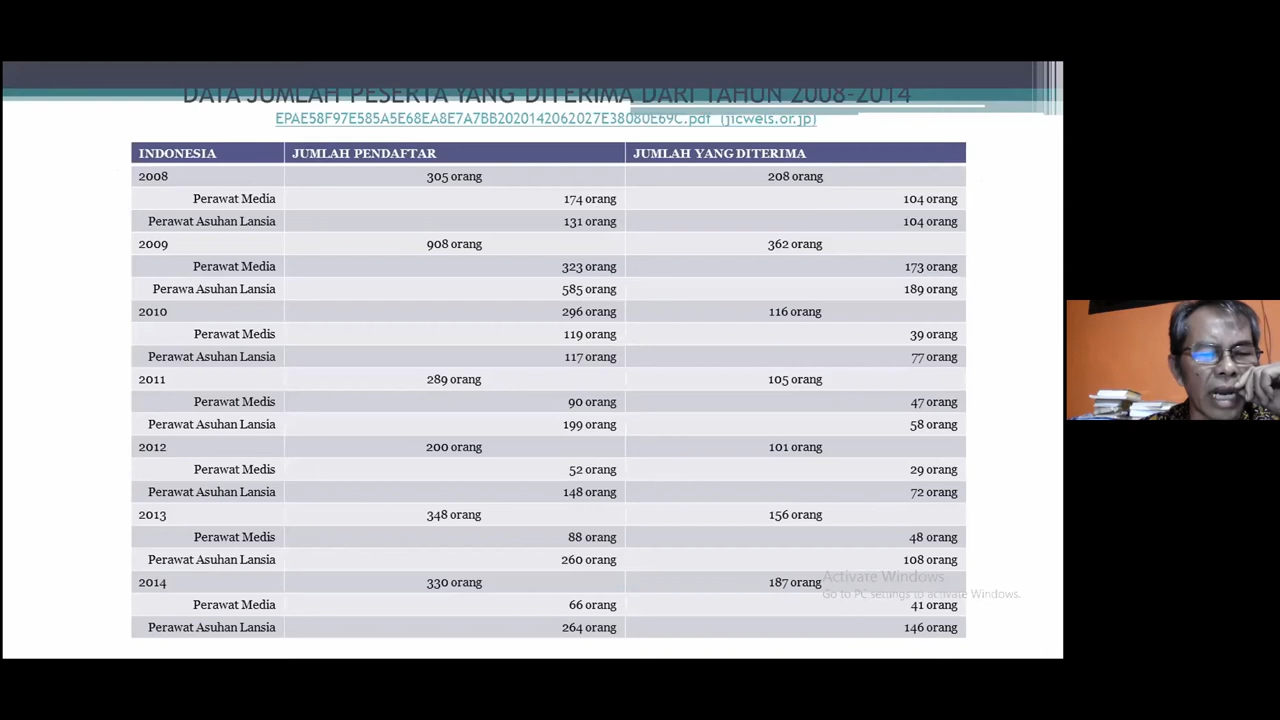 DATA JUMLAH PESERTA YANG DITERIMA DARI TAHUN 2008-2014
EPAE58F97E585A5E68EA8E7A7BB2020142062027E38080E69C.pdf (jicwels.or.jp)
INDONESIA JUMLAH PENDAFTAR JUMLAH YANG DITERIMA
2008 305 orang 208 orang
Perawat Media 174 orang 104 orang
Perawat Asuhan Lansia 131 orang 104 orang
2009 908 orang 362 orang
Perawat Media 323 orang 173 orang
Perawa Asuhan Lansia 585 orang 189 orang
2010 296 orang 116 orang
Perawat Medis 119 orang 39 orang
Perawat Asuhan Lansia 117 orang 77 orang
2011 289 orang 105 orang
Perawat Medis 90 orang 47 orang
Perawat Asuhan Lansia 199 orang 58 orang
2012 200 orang 101 orang
Perawat Medis 52 orang 29 orang
Perawat Asuhan Lansia 148 orang 72 orang
2013 348 orang 156 orang
Perawat Medis 88 orang 48 orang
Perawat Asuhan Lansia 260 orang 108 orang
2014 330 orang 187 orang
Perawat Media 66 orang 41 orang
Perawat Asuhan Lansia 264 orang 146 orang
Activate Windows
Go to PC settings to activate Windows.